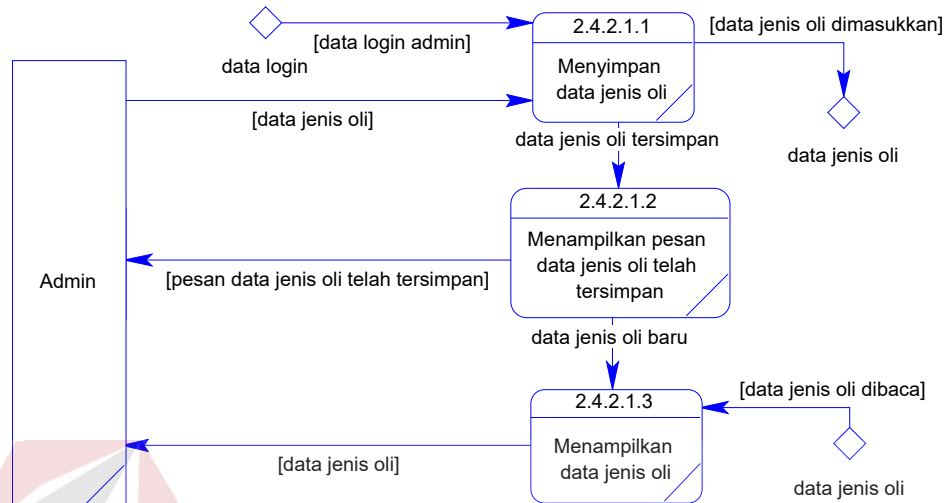 2.4.2.1.1
[data jenis oli dimasukkan]
[data login admin]
data login
Menyimpan
data jenis oli
[data jenis oli]
data jenis oli tersimpan
data jenis oli
2.4.2.1.2
Menampilkan pesan
data jenis oli telah
tersimpan
Admin
[pesan data jenis oli telah tersimpan]
data jenis oli baru
[data jenis oli dibaca]
2.4.2.1.3
Menampilkan
data jenis oli
[data jenis oli]
data jenis oli